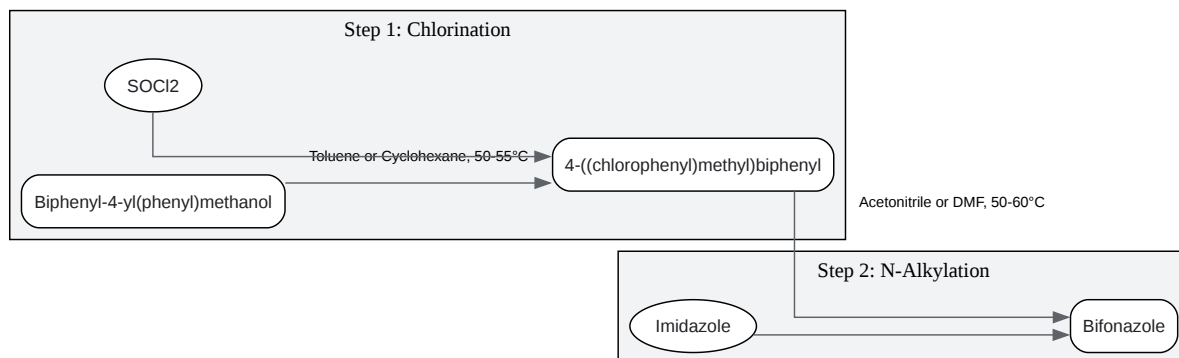 Step 1: Chlorination
SOCl2
Toluene or Cyclohexane, 50-55°C
4-((chlorophenyl)methyl)biphenyl
Biphenyl-4-yl(phenyl)methanol
Acetonitrile or DMF, 50-60°C
Step 2: N-Alkylation
Imidazole
Bifonazole